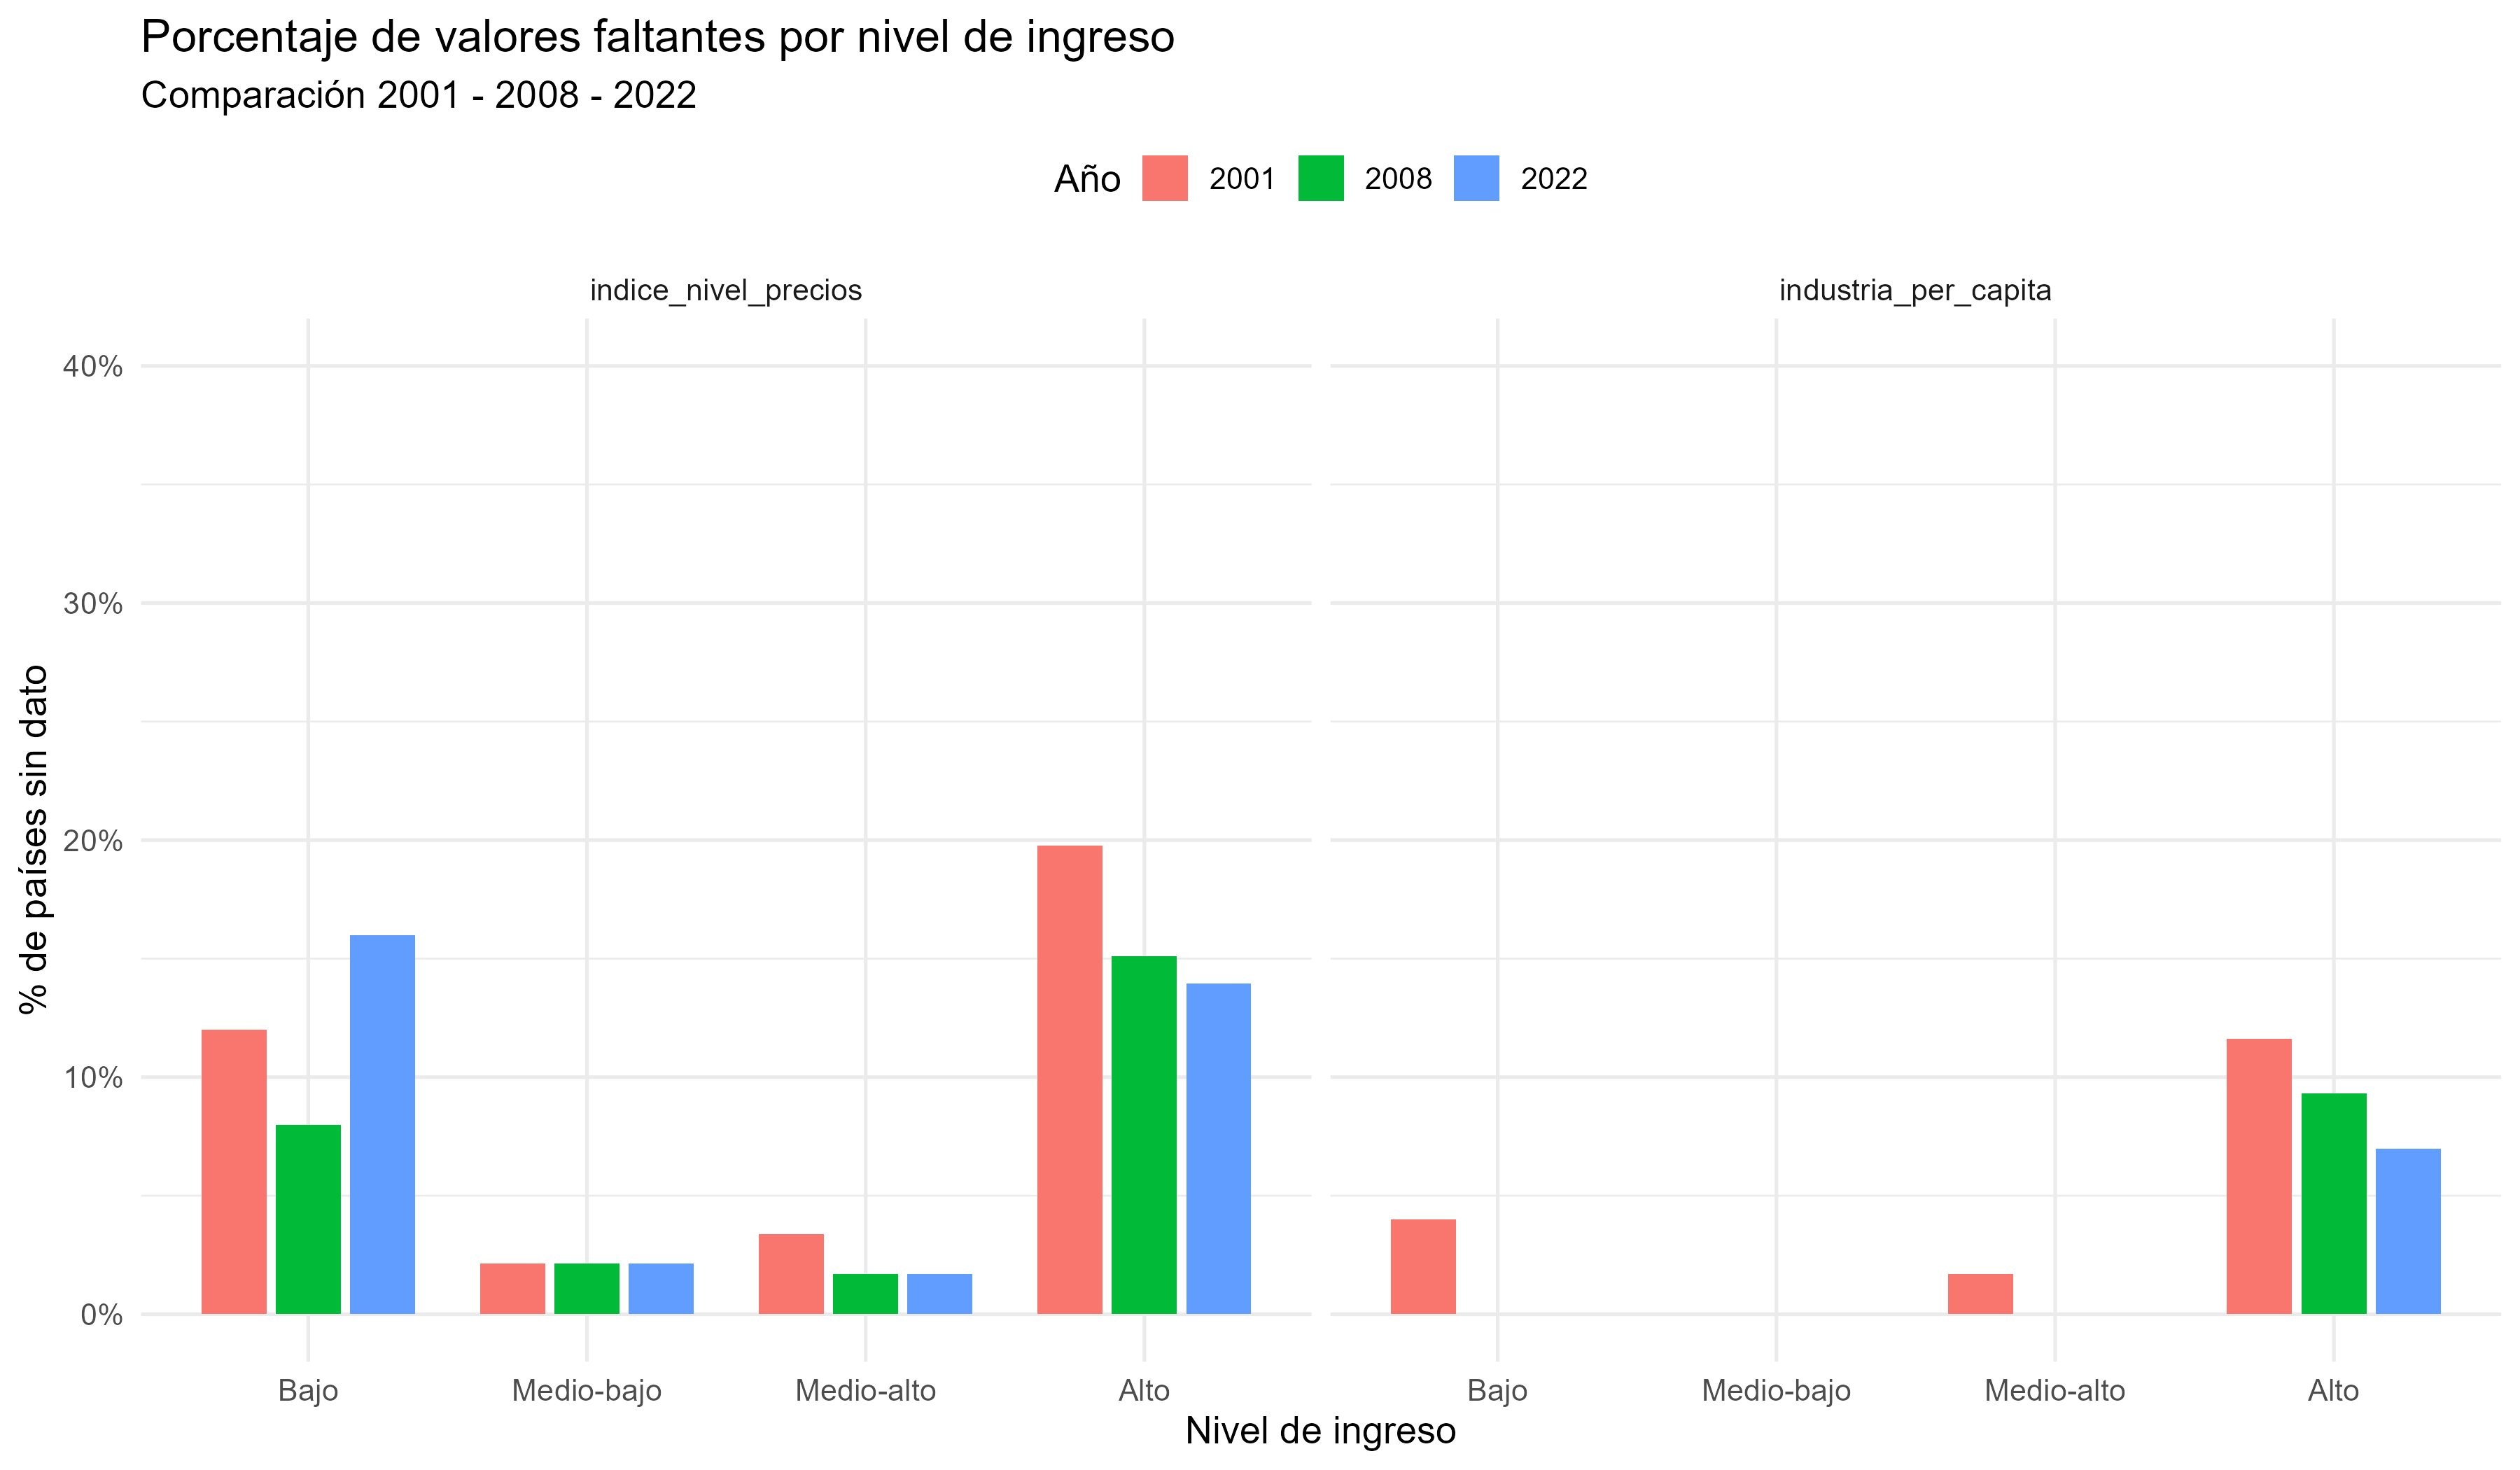 Porcentaje de valores faltantes por nivel de ingreso
Comparación 2001 - 2008 - 2022
Año 2001 2008 2022
indice_nivel_precios industria_per_capita
% de países sin dato
40%
30%
20%
10%
0%
Bajo Medio-bajo Medio-alto Alto Bajo Medio-bajo Medio-alto Alto
Nivel de ingreso